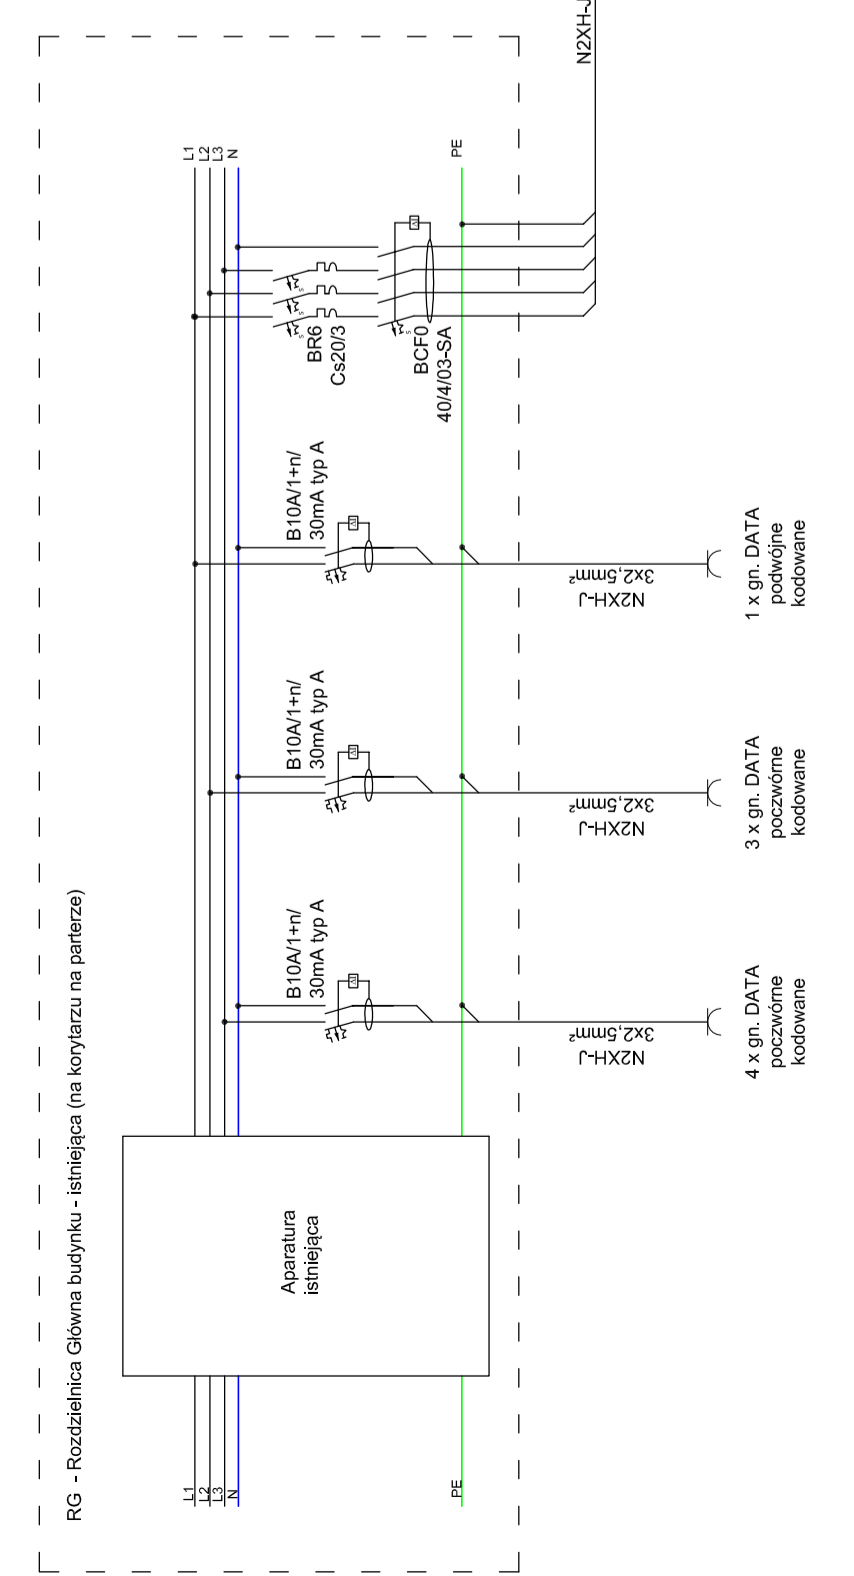 RG - Rozdzielnica Główna budynku - istniejąca (na korytarzu na parterze)
L1
L2
L3
N
PE
Aparatura
istniejąca
B10A/1+n/
30mA typ A
N2XH-J
3x2,5mm²
4 x gn. DATA
poczwórne
kodowane
B10A/1+n/
30mA typ A
N2XH-J
3x2,5mm²
3 x gn. DATA
poczwórne
kodowane
B10A/1+n/
30mA typ A
N2XH-J
3x2,5mm²
1 x gn. DATA
podwójne
kodowane
BR6
Cs20/3
BCF0
40/4/03-SA
L1
L2
L3
N
PE
N2XH-J